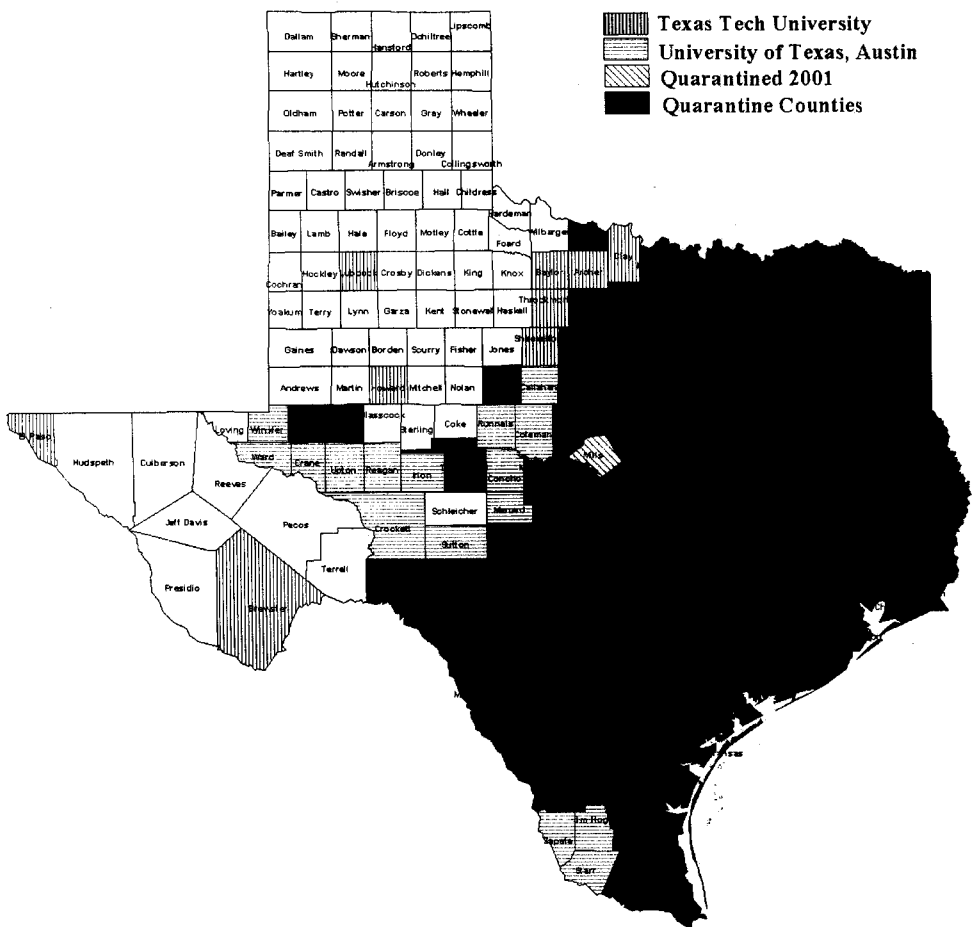 Texas Tech University
University of Texas, Austin
Quarantined 2001
Quarantine Counties
Dallam Sherman Hansford Ochiltree Lipscomb
Hartley Moore Hutchinson Roberts Hemphill
Oldham Potter Carson Gray Wheeler
Deaf Smith Randall Armstrong Donley Collingsworth
Parmer Castro Swisher Briscoe Hall Childress
Hardeman
Bailey Lamb Hale Floyd Motley Cottle Foard Wilbarger
Clay
Cochran Hockley Lubbock Crosby Dickens King Knox Baylor Archer
Yoakum Terry Lynn Garza Kent Stonewall Haskell Throckmort
Gaines Dawson Borden Scurry Fisher Jones Shackelfor
Andrews Martin Howard Mitchell Nolan Callahan
El Paso Hudspeth Culberson Reeves Loving Winkler Glasscock Sterling Coke Runnels Coleman
Ward Crane Upton Reagan Irion Concho Mills
Jeff Davis Pecos Crockett Schleicher Menard
Sutton
Presidio Brewster Terrell
Zapata Jim Hog
Starr